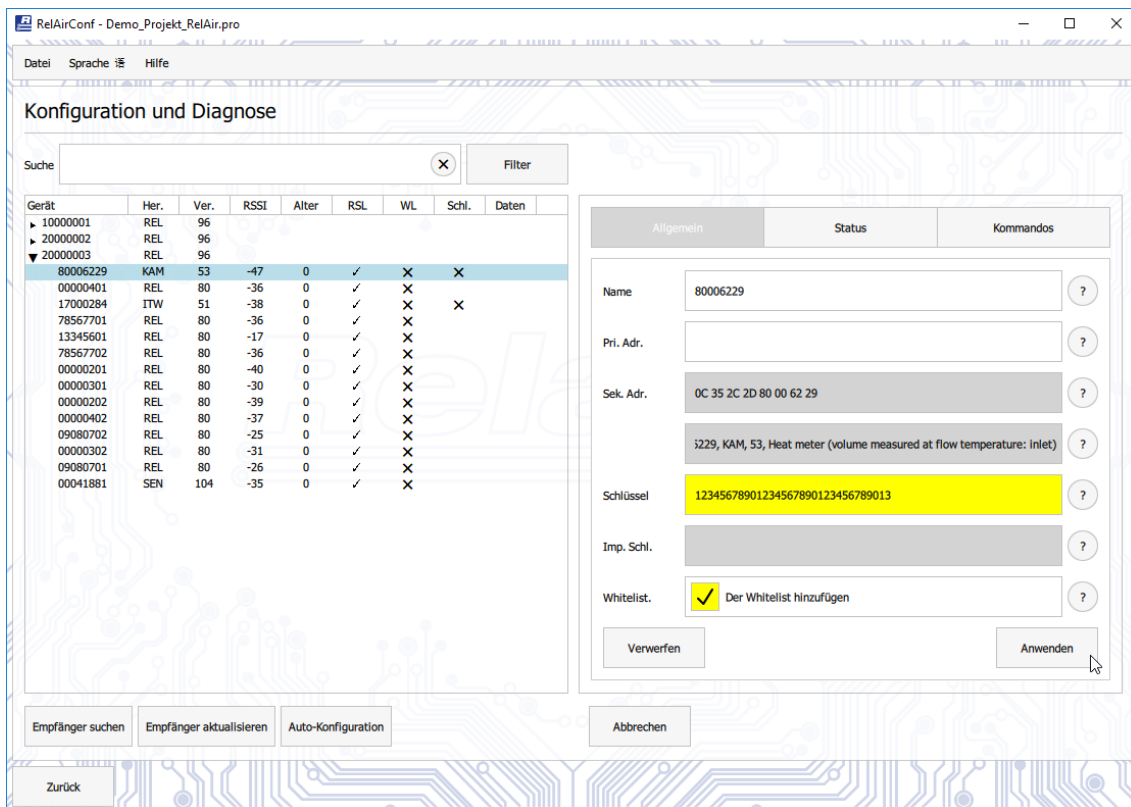 RelAirConf - Demo_Projekt_RelAir.pro
Datei Sprache 语 Hilfe
Konfiguration und Diagnose
Suche Filter
Gerät Her. Ver. RSSI Alter RSL WL Schl. Daten
10000001 REL 96
20000002 REL 96
20000003 REL 96
80006229 KAM 53 -47 0 ✓ ✕ ✕
00000401 REL 80 -36 0 ✓ ✕
17000284 ITW 51 -38 0 ✓ ✕ ✕
78567701 REL 80 -36 0 ✓ ✕
13345601 REL 80 -17 0 ✓ ✕
78567702 REL 80 -36 0 ✓ ✕
00000201 REL 80 -40 0 ✓ ✕
00000301 REL 80 -30 0 ✓ ✕
00000202 REL 80 -39 0 ✓ ✕
00000402 REL 80 -37 0 ✓ ✕
09080702 REL 80 -25 0 ✓ ✕
00000302 REL 80 -31 0 ✓ ✕
09080701 REL 80 -26 0 ✓ ✕
00041881 SEN 104 -35 0 ✓ ✕
Allgemein Status Kommandos
Name 80006229 ?
Pri. Adr. ?
Sek. Adr. 0C 35 2C 2D 80 00 62 29 ?
6229, KAM, 53, Heat meter (volume measured at flow temperature: inlet) ?
Schlüssel 12345678901234567890123456789013 ?
Imp. Schl. ?
Whitelist. Der Whitelist hinzufügen ?
Verwerfen Anwenden
Empfänger suchen Empfänger aktualisieren Auto-Konfiguration Abbrechen
Zurück